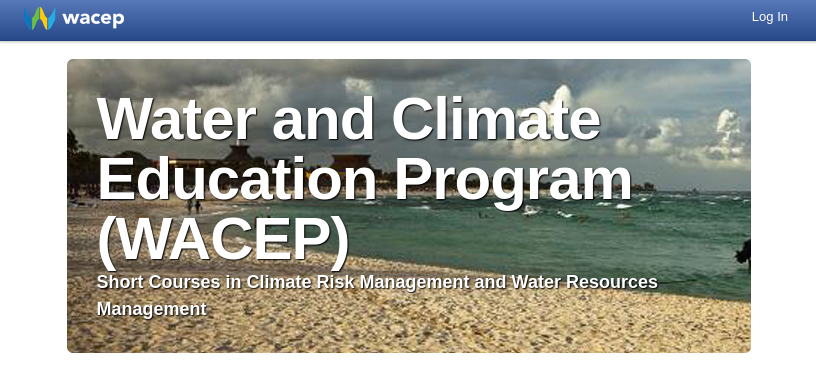 wacep
Log In
Water and Climate
Education Program
(WACEP)
Short Courses in Climate Risk Management and Water Resources
Management